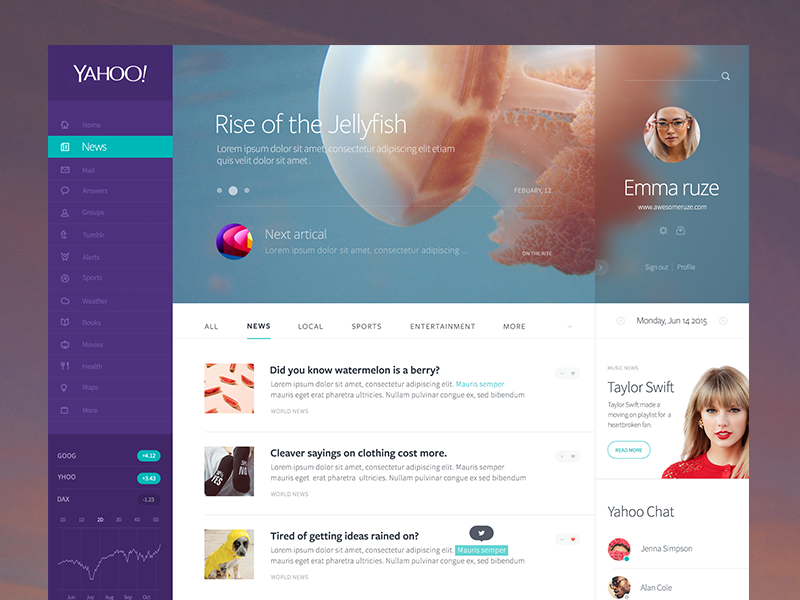 YAHOO!
Home
News
Mail
Answers
Groups
Tumblr
Alerts
Sports
Weather
Books
Movies
Health
Maps
More
GOOG
+4.12
YHOO
+3.43
DAX
-1.23
1D 1D 2D 3D 4D 5D
Jun Juy Aug Sep Oct
Rise of the Jellyfish
Lorem ipsum dolor sit amet, consectetur adipiscing elit etiam
quis velit dolor sit amet .
FEBUARY, 12
Next artical
Lorem ipsum dolor sit amet, consectetur adipiscing ...
ON THE RISE
Emma ruze
www.awesomeruze.com
Sign out | Profile
ALL NEWS LOCAL SPORTS ENTERTAINMENT MORE
Did you know watermelon is a berry?
Lorem ipsum dolor sit amet, consectetur adipiscing elit. Mauris semper
mauris eget erat pharetra ultricies. Nullam pulvinar congue ex, sed bibendum
WORLD NEWS
Cleaver sayings on clothing cost more.
Lorem ipsum dolor sit amet, consectetur adipiscing elit. Mauris semper
mauris eget erat pharetra ultricies. Nullam pulvinar congue ex, sed bibendum
WORLD NEWS
Tired of getting ideas rained on?
Lorem ipsum dolor sit amet, consectetur adipiscing elit. Mauris semper
mauris eget erat pharetra ultricies. Nullam pulvinar congue ex, sed bibendum
WORLD NEWS
Monday, Jun 14 2015
MUSIC NEWS
Taylor Swift
Taylor Swift made a
moving on playlist for a
heartbroken fan.
READ MORE
Yahoo Chat
Jenna Simpson
Alan Cole